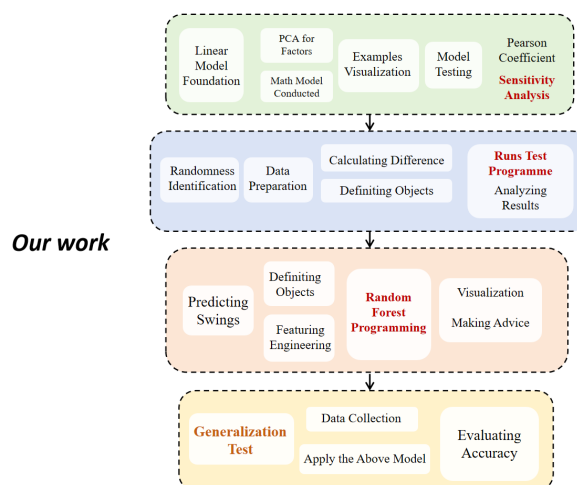 Our work
Linear
Model
Foundation
PCA for
Factors
Math Model
Conducted
Examples
Visualization
Model
Testing
Pearson
Coefficient
Sensitivity
Analysis
Randomness
Identification
Data
Preparation
Calculating Difference
Definiting Objects
Runs Test
Programme
Analyzing
Results
Predicting
Swings
Definiting
Objects
Featuring
Engineering
Random
Forest
Programming
Visualization
Making Advice
Generalization
Test
Data Collection
Apply the Above Model
Evaluating
Accuracy